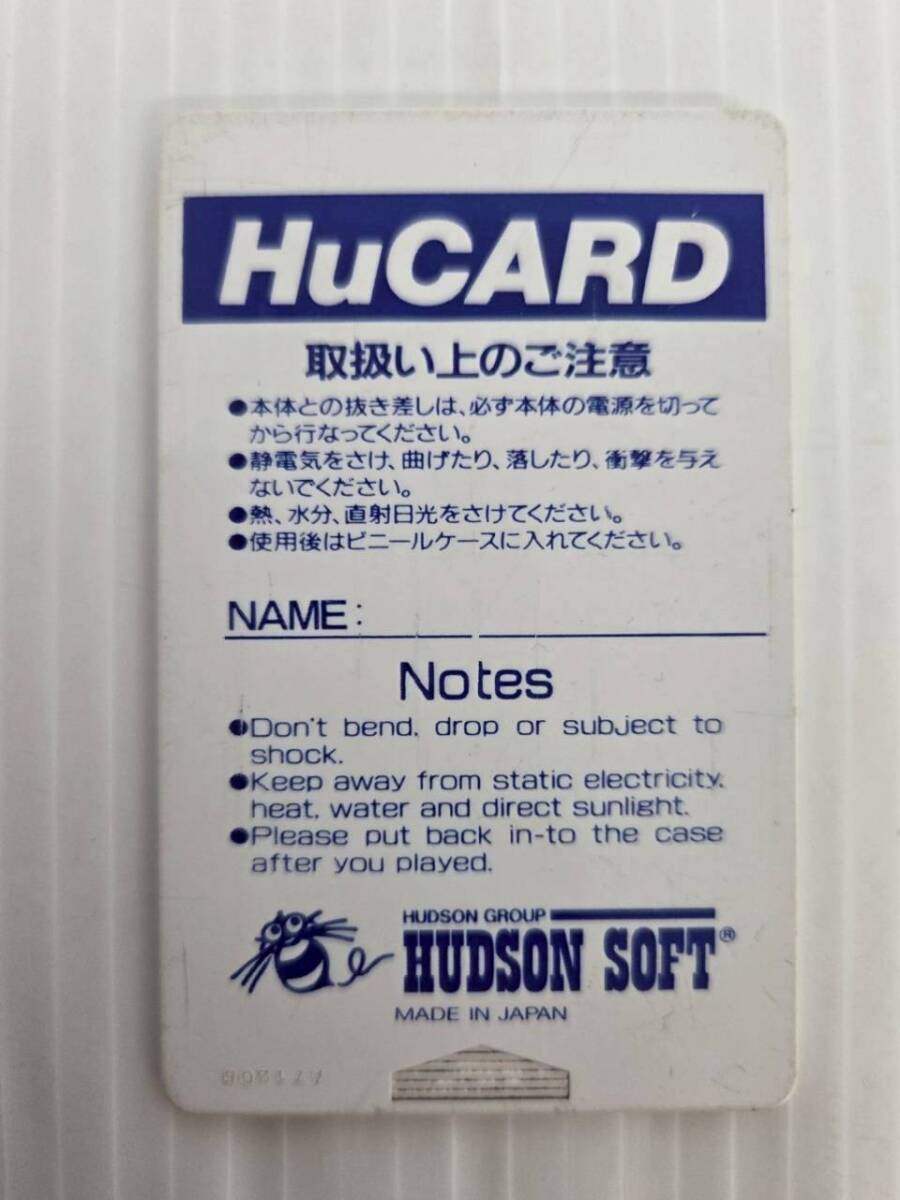 HuCARD
取扱い上のご注意
●本体との抜き差しは、必ず本体の電源を切って
から行なってください。
●静電気をさけ、曲げたり、落したり、衝撃を与え
ないでください。
●熱、水分、直射日光をさけてください。
●使用後はビニールケースに入れてください。
NAME:
Notes
●Don't bend, drop or subject to
shock.
●Keep away from static electricity,
heat, water and direct sunlight.
●Please put back in-to the case
after you played.
HUDSON GROUP
HUDSON SOFT®
MADE IN JAPAN